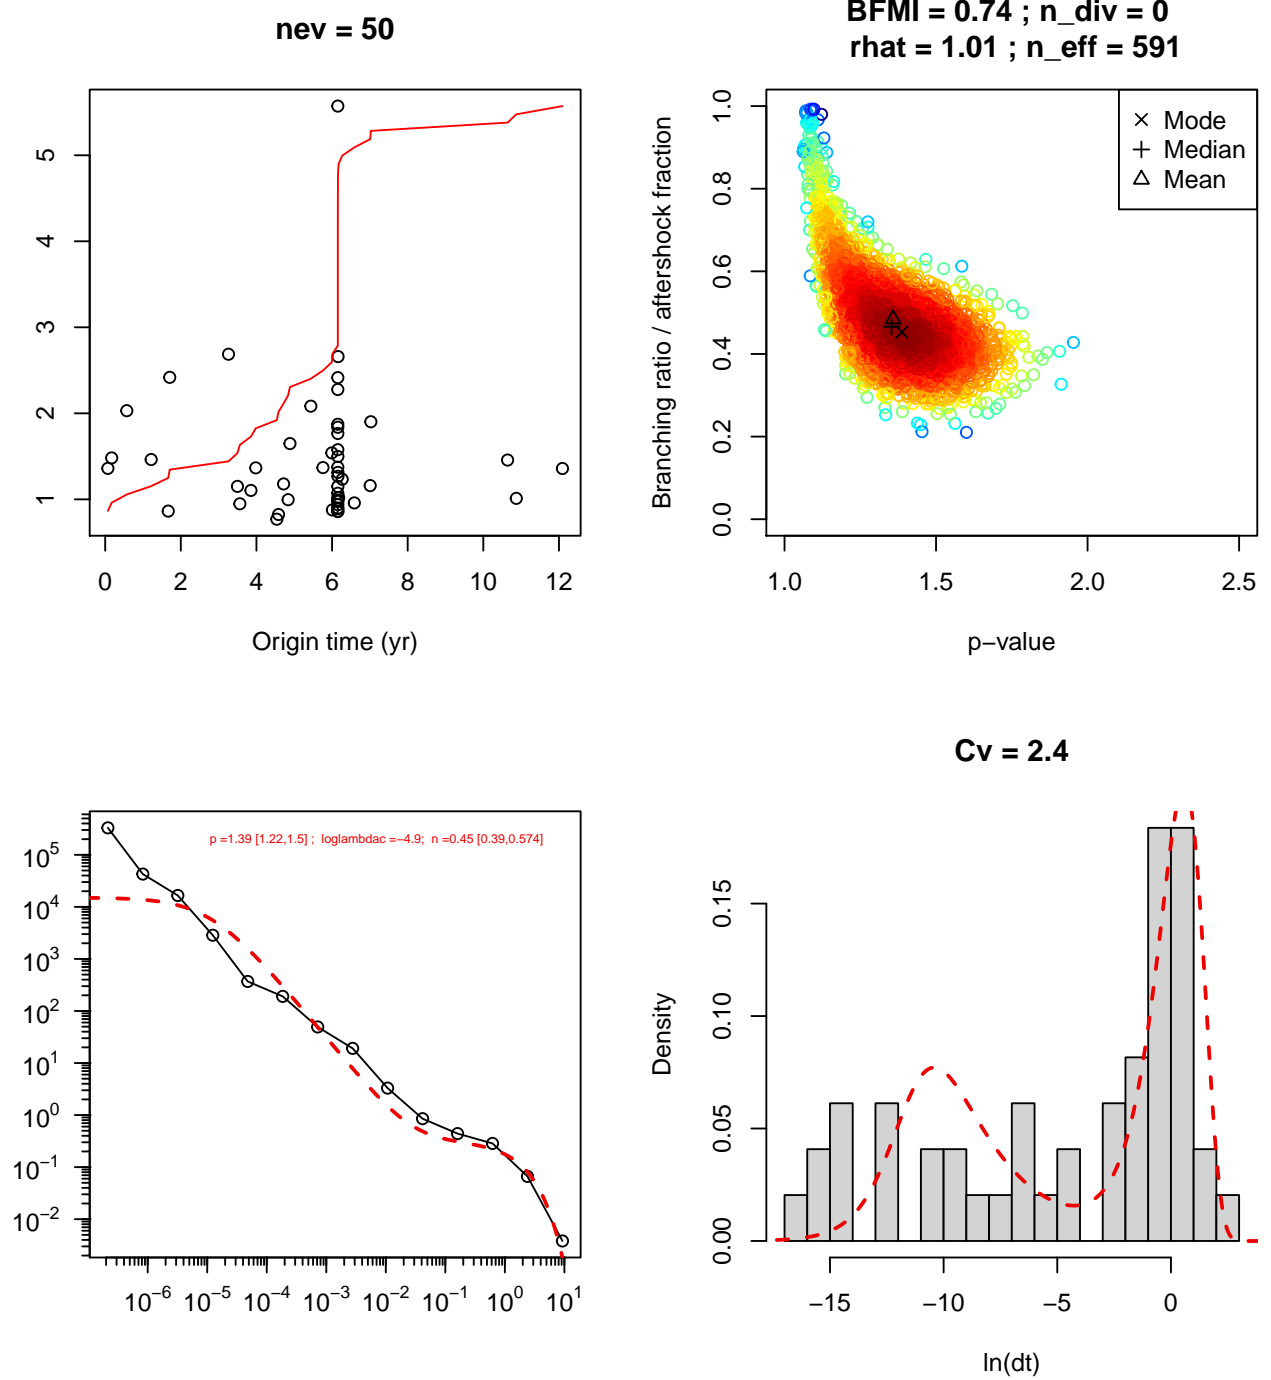 nev = 50
5
4
3
2
1
0 2 4 6 8 10 12
Origin time (yr)
BFMI = 0.74 ; n_div = 0
rhat = 1.01 ; n_eff = 591
Branching ratio / aftershock fraction
1.0
0.8
0.6
0.4
0.2
0.0
Mode
Median
Mean
1.0 1.5 2.0 2.5
p−value
p =1.39 [1.22,1.5] ; loglambdac =−4.9; n =0.45 [0.39,0.574]
10^5
10^4
10^3
10^2
10^1
10^0
10^−1
10^−2
10^−6 10^−5 10^−4 10^−3 10^−2 10^−1 10^0 10^1
Cv = 2.4
Density
0.15
0.10
0.05
0.00
−15 −10 −5 0
ln(dt)